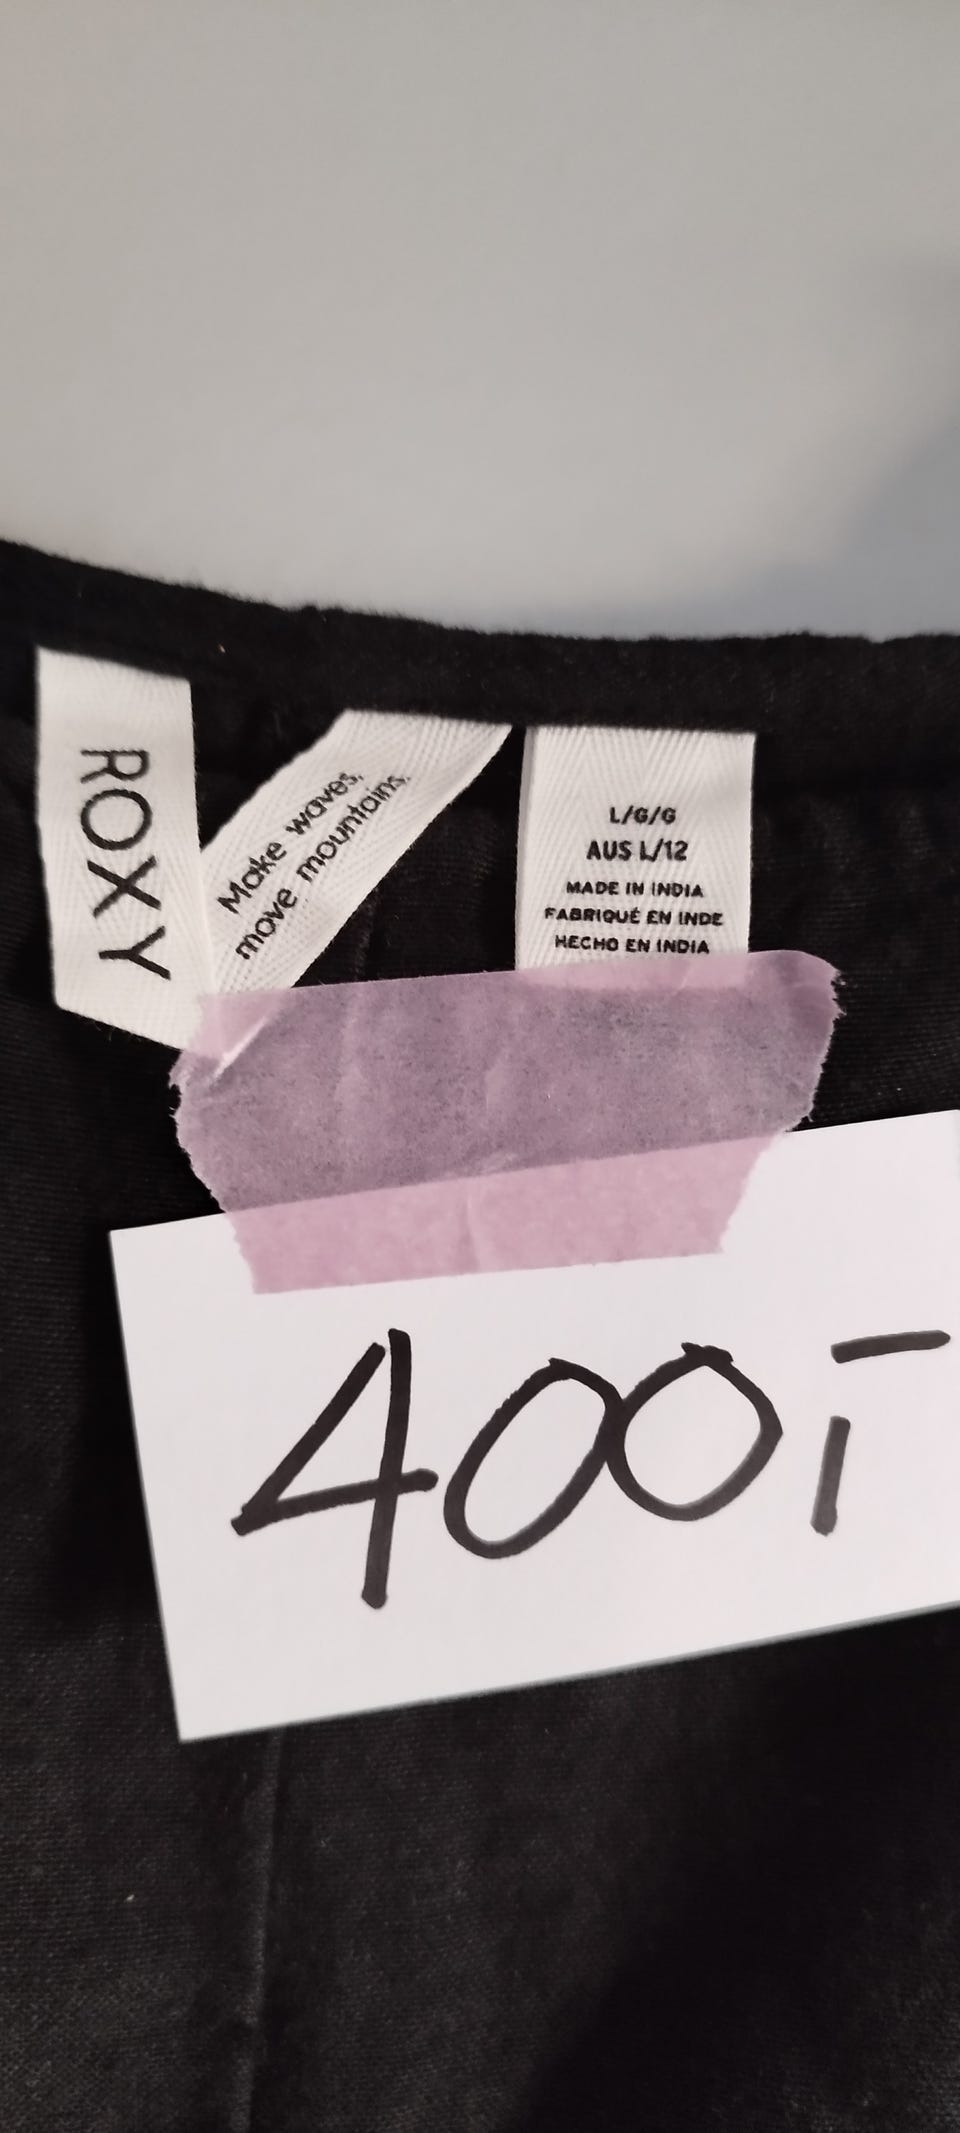 ROXY
Make waves,
move mountains.
L/G/G
AUS L/12
MADE IN INDIA
FABRIQUÉ EN INDE
HECHO EN INDIA
400,-